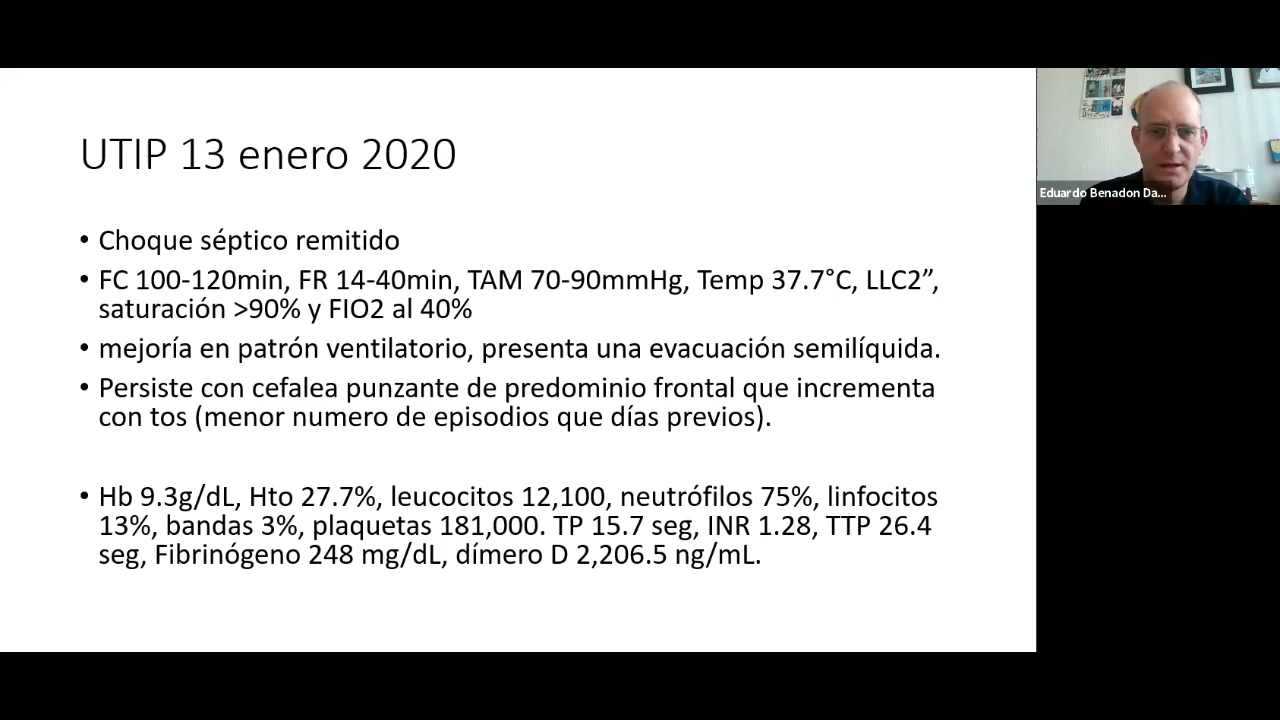 UTIP 13 enero 2020
• Choque séptico remitido
• FC 100-120min, FR 14-40min, TAM 70-90mmHg, Temp 37.7°C, LLC2”,
saturación >90% y FIO2 al 40%
• mejoría en patrón ventilatorio, presenta una evacuación semilíquida.
• Persiste con cefalea punzante de predominio frontal que incrementa
con tos (menor numero de episodios que días previos).
• Hb 9.3g/dL, Hto 27.7%, leucocitos 12,100, neutrófilos 75%, linfocitos
13%, bandas 3%, plaquetas 181,000. TP 15.7 seg, INR 1.28, TTP 26.4
seg, Fibrinógeno 248 mg/dL, dímero D 2,206.5 ng/mL.
Eduardo Benadon Da...